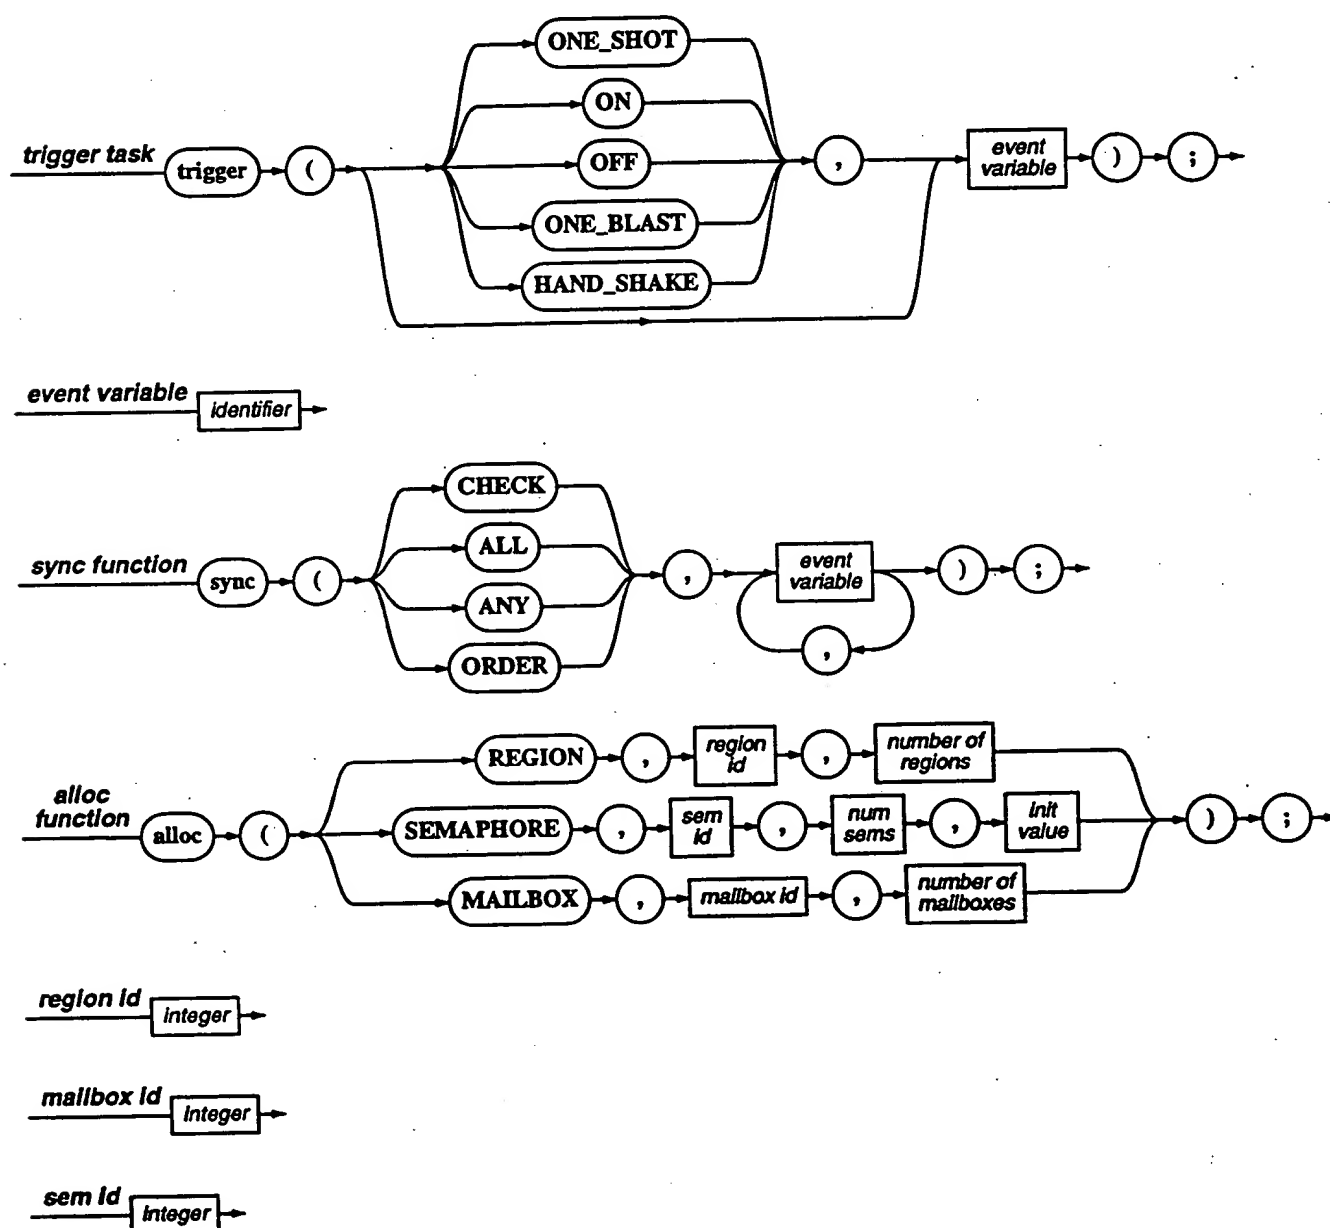 ONE_SHOT
ON
trigger task trigger ( OFF , event variable ) ;
ONE_BLAST
HAND_SHAKE
event variable identifier
CHECK
ALL
sync function sync ( , event variable ) ;
ANY
,
ORDER
REGION , region id , number of regions
alloc function alloc ( SEMAPHORE , sem id , num sems , init value ) ;
MAILBOX , mailbox id , number of mailboxes
region id integer
mailbox id integer
sem id integer